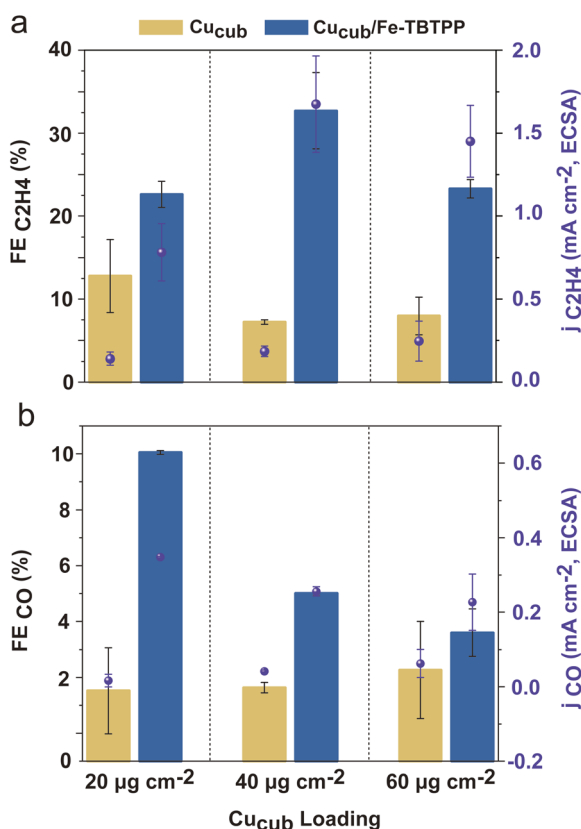 a
Cu_cub Cu_cub/Fe-TBTPP
FE C2H4 (%)
40
30
20
10
0
2.0
1.5
1.0
0.5
0.0
j C2H4 (mA cm-2, ECSA)
b
FE CO (%)
10
8
6
4
2
0
0.6
0.4
0.2
0.0
-0.2
j CO (mA cm-2, ECSA)
20 µg cm-2 40 µg cm-2 60 µg cm-2
Cu_cub Loading